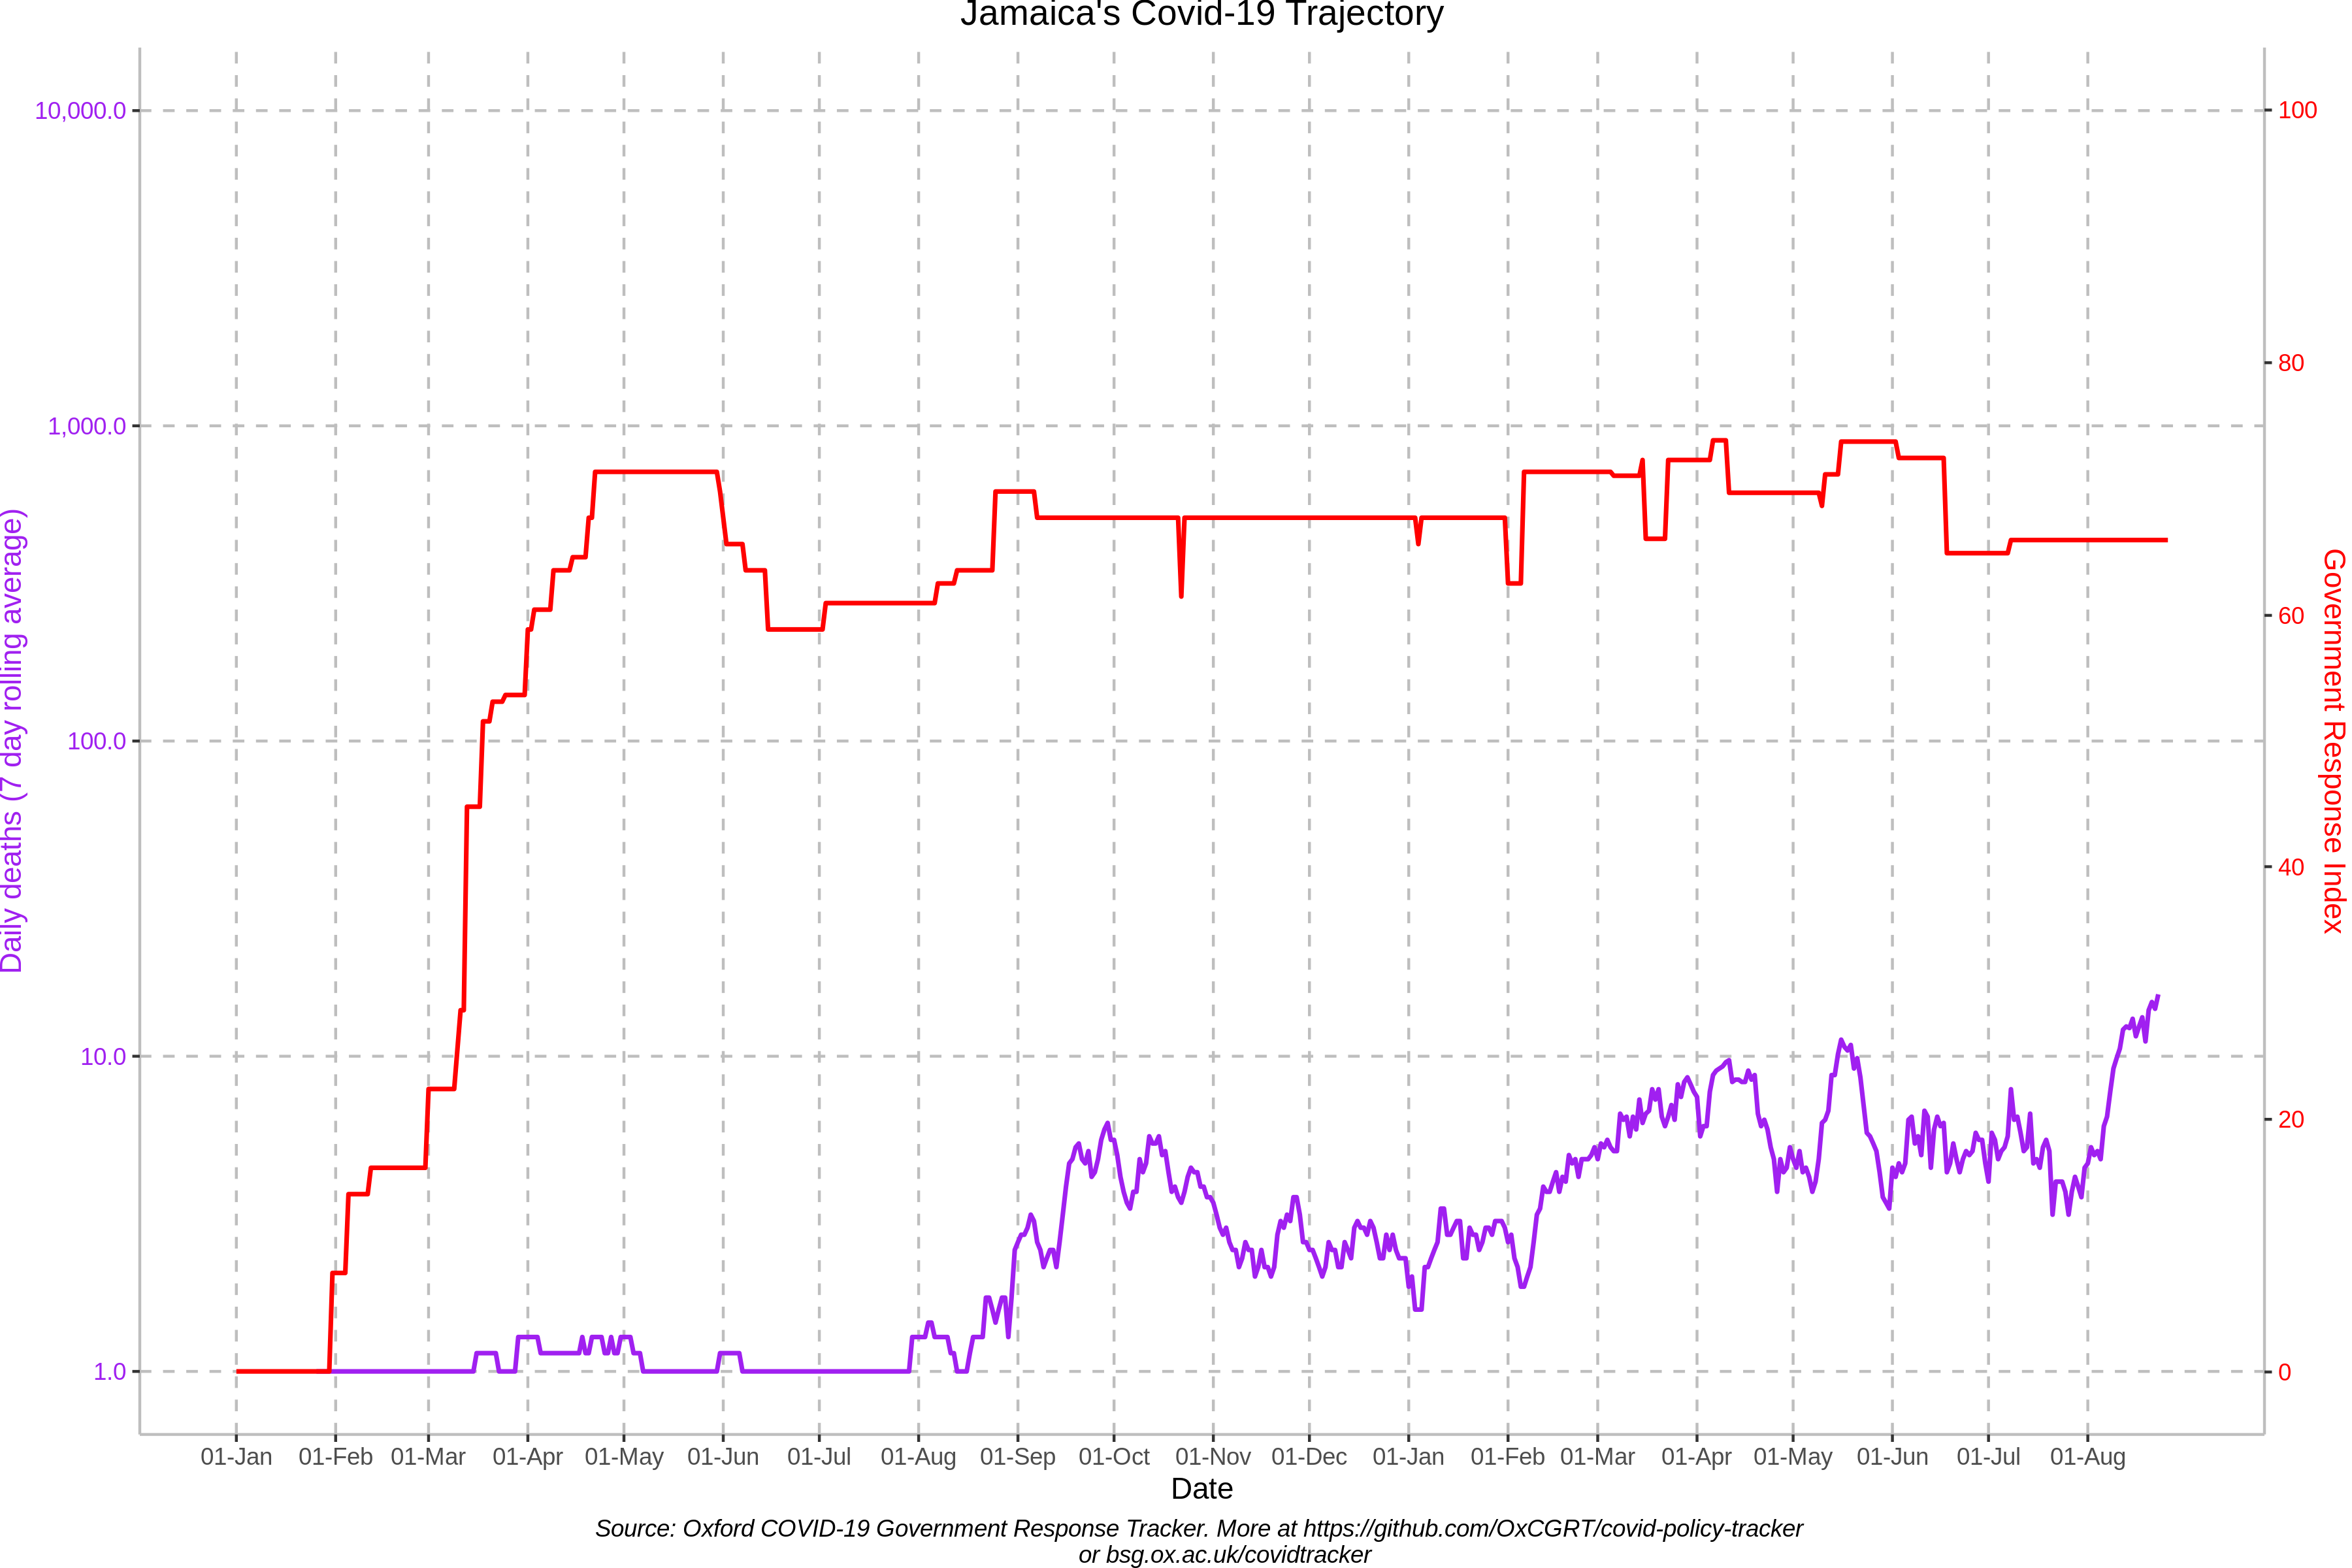 Jamaica's Covid-19 Trajectory
10,000.0
1,000.0
100.0
10.0
1.0
Daily deaths (7 day rolling average)
100
80
60
40
20
0
Government Response Index
01-Jan 01-Feb 01-Mar 01-Apr 01-May 01-Jun 01-Jul 01-Aug 01-Sep 01-Oct 01-Nov 01-Dec 01-Jan 01-Feb 01-Mar 01-Apr 01-May 01-Jun 01-Jul 01-Aug
Date
Source: Oxford COVID-19 Government Response Tracker. More at https://github.com/OxCGRT/covid-policy-tracker
or bsg.ox.ac.uk/covidtracker